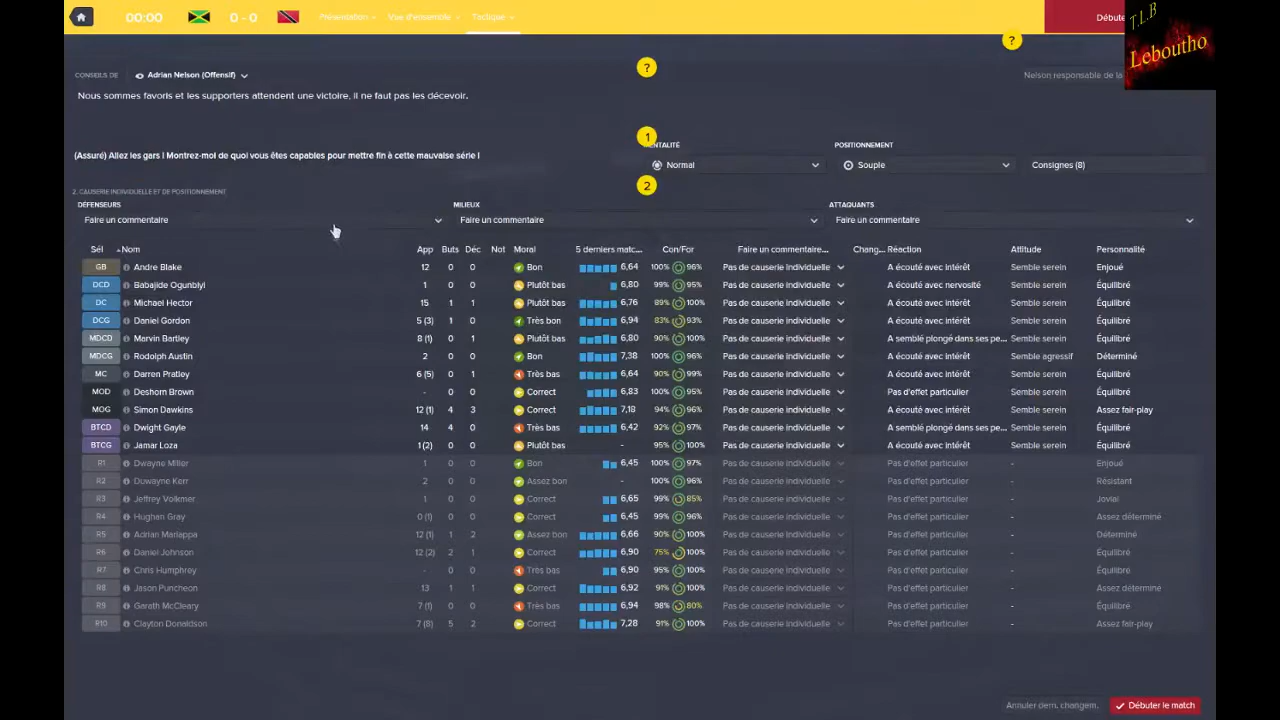 00:00 0 - 0 Présentation Vue d'ensemble Tactique Débute
T.L.B
Leboutho
?
CONSEILS DE Adrian Nelson (Offensif) ? Nelson responsable de la
Nous sommes favoris et les supporters attendent une victoire, il ne faut pas les décevoir.
1
ENTALITÉ POSITIONNEMENT
(Assuré) Allez les gars ! Montrez-moi de quoi vous êtes capables pour mettre fin à cette mauvaise série !
Normal Souple Consignes (8)
2
2. CAUSERIE INDIVIDUELLE ET DE POSITIONNEMENT
DÉFENSEURS MILIEUX ATTAQUANTS
Faire un commentaire Faire un commentaire Faire un commentaire
Sél Nom App Buts Déc Not Moral 5 derniers matc... Con/For Faire un commentaire... Chang... Réaction Attitude Personnalité
GB Andre Blake 12 0 0 Bon 6,64 100% 96% Pas de causerie individuelle A écouté avec intérêt Semble serein Enjoué
DCD Babajide Ogunbiyi 1 0 0 Plutôt bas 6,80 99% 95% Pas de causerie individuelle A écouté avec nervosité Semble serein Équilibré
DC Michael Hector 15 1 1 Plutôt bas 6,76 89% 100% Pas de causerie individuelle A écouté avec intérêt Semble serein Équilibré
DCG Daniel Gordon 5 (3) 1 0 Très bon 6,94 83% 93% Pas de causerie individuelle A écouté avec intérêt Semble serein Équilibré
MDCD Marvin Bartley 8 (1) 0 1 Plutôt bas 6,80 90% 100% Pas de causerie individuelle A semblé plongé dans ses pe... Semble serein Équilibré
MDCG Rodolph Austin 2 0 0 Bon 7,38 100% 96% Pas de causerie individuelle A écouté avec intérêt Semble agressif Déterminé
MC Darren Pratley 6 (5) 0 1 Très bas 6,64 90% 99% Pas de causerie individuelle A écouté avec intérêt Semble serein Équilibré
MOD Deshorn Brown - 0 0 Correct 6,83 100% 95% Pas de causerie individuelle Pas d'effet particulier Semble serein Équilibré
MOG Simon Dawkins 12 (1) 4 3 Correct 7,18 94% 96% Pas de causerie individuelle A écouté avec intérêt Semble serein Assez fair-play
BTCD Dwight Gayle 14 4 0 Très bas 6,42 92% 97% Pas de causerie individuelle A semblé plongé dans ses pe... Semble serein Équilibré
BTCG Jamar Loza 1 (2) 0 0 Plutôt bas - 95% 100% Pas de causerie individuelle A écouté avec intérêt Semble serein Équilibré
R1 Dwayne Miller 1 0 0 Bon 6,45 100% 97% Pas de causerie individuelle Pas d'effet particulier - Enjoué
R2 Duwayne Kerr 2 0 0 Assez bon - 100% 96% Pas de causerie individuelle Pas d'effet particulier - Résistant
R3 Jeffrey Volkmer 1 0 0 Correct 6,65 99% 85% Pas de causerie individuelle Pas d'effet particulier - Jovial
R4 Hughan Gray 0 (1) 0 0 Correct 6,45 99% 96% Pas de causerie individuelle Pas d'effet particulier - Assez déterminé
R5 Adrian Mariappa 12 (1) 1 2 Assez bon 6,66 90% 100% Pas de causerie individuelle Pas d'effet particulier - Déterminé
R6 Daniel Johnson 12 (2) 2 1 Correct 6,90 75% 100% Pas de causerie individuelle Pas d'effet particulier - Équilibré
R7 Chris Humphrey - 0 0 Très bas 6,90 95% 100% Pas de causerie individuelle Pas d'effet particulier - Équilibré
R8 Jason Puncheon 13 1 1 Correct 6,92 91% 100% Pas de causerie individuelle Pas d'effet particulier - Assez déterminé
R9 Garath McCleary 7 (1) 0 0 Très bas 6,94 98% 80% Pas de causerie individuelle Pas d'effet particulier - Équilibré
R10 Clayton Donaldson 7 (8) 5 2 Correct 7,28 91% 100% Pas de causerie individuelle Pas d'effet particulier - Assez fair-play
Annuler dern. changem. Débuter le match